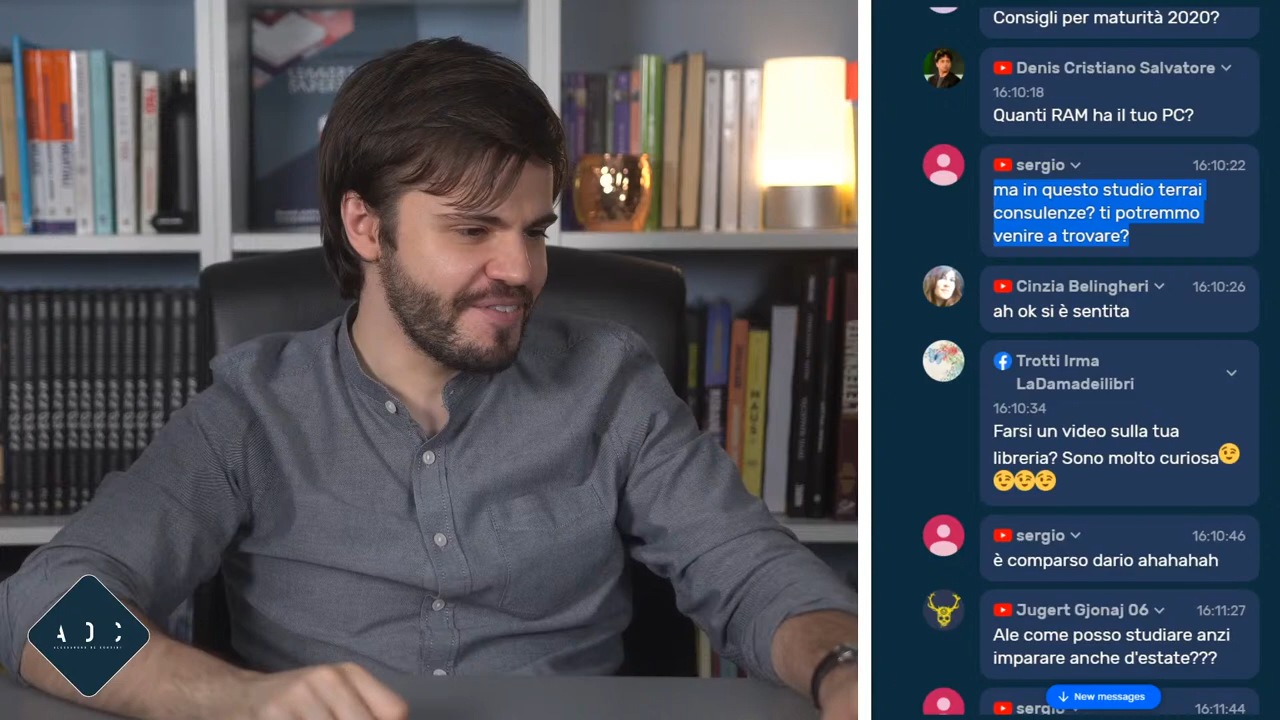 Consigli per maturità 2020?
Denis Cristiano Salvatore
16:10:18
Quanti RAM ha il tuo PC?
sergio 16:10:22
ma in questo studio terrai
consulenze? ti potremmo
venire a trovare?
Cinzia Belingheri 16:10:26
ah ok si è sentita
Trotti Irma
LaDamadeilibri
16:10:34
Farsi un video sulla tua
libreria? Sono molto curiosa😉
😉😉😉
sergio 16:10:46
è comparso dario ahahahah
Jugert Gjonaj 06 16:11:27
Ale come posso studiare anzi
imparare anche d'estate???
New messages
sergio 16:11:44
MAUS